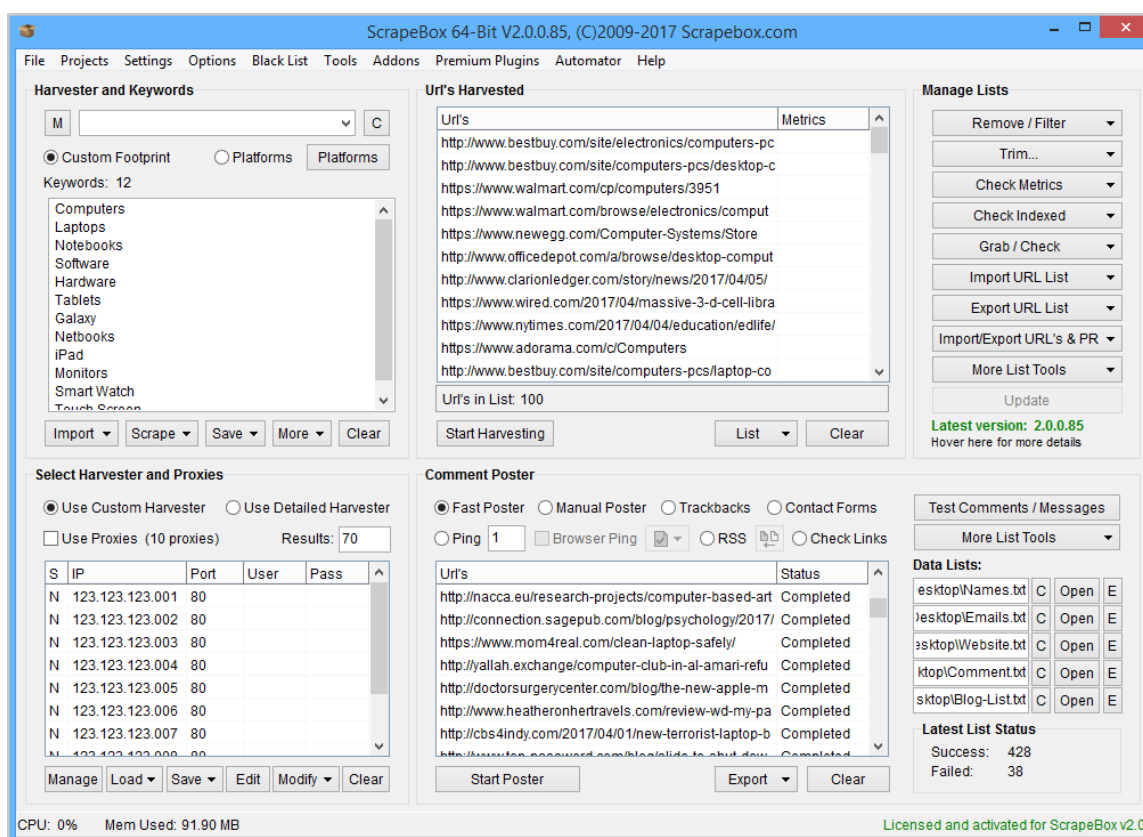 ScrapeBox 64-Bit V2.0.0.85, (C)2009-2017 Scrapebox.com
File Projects Settings Options Black List Tools Addons Premium Plugins Automator Help
Harvester and Keywords
M C
Custom Footprint Platforms Platforms
Keywords: 12
Computers
Laptops
Notebooks
Software
Hardware
Tablets
Galaxy
Netbooks
iPad
Monitors
Smart Watch
Touch Screen
Import Scrape Save More Clear
Url's Harvested
Url's Metrics
http://www.bestbuy.com/site/electronics/computers-pc
http://www.bestbuy.com/site/computers-pcs/desktop-c
https://www.walmart.com/cp/computers/3951
https://www.walmart.com/browse/electronics/comput
https://www.newegg.com/Computer-Systems/Store
http://www.officedepot.com/a/browse/desktop-comput
http://www.clarionledger.com/story/news/2017/04/05/
https://www.wired.com/2017/04/massive-3-d-cell-libra
https://www.nytimes.com/2017/04/04/education/edlife/
https://www.adorama.com/c/Computers
http://www.bestbuy.com/site/computers-pcs/laptop-co
Url's in List: 100
Start Harvesting List Clear
Manage Lists
Remove / Filter
Trim...
Check Metrics
Check Indexed
Grab / Check
Import URL List
Export URL List
Import/Export URL's & PR
More List Tools
Update
Latest version: 2.0.0.85
Hover here for more details
Select Harvester and Proxies
Use Custom Harvester Use Detailed Harvester
Use Proxies (10 proxies) Results: 70
S IP Port User Pass
N 123.123.123.001 80
N 123.123.123.002 80
N 123.123.123.003 80
N 123.123.123.004 80
N 123.123.123.005 80
N 123.123.123.006 80
N 123.123.123.007 80
N 123.123.123.008 80
Manage Load Save Edit Modify Clear
Comment Poster
Fast Poster Manual Poster Trackbacks Contact Forms
Ping 1 Browser Ping RSS Check Links
Url's Status
http://nacca.eu/research-projects/computer-based-art Completed
http://connection.sagepub.com/blog/psychology/2017/ Completed
https://www.mom4real.com/clean-laptop-safely/ Completed
http://yallah.exchange/computer-club-in-al-amari-refu Completed
http://doctorsurgerycenter.com/blog/the-new-apple-m Completed
http://www.heatheronhertravels.com/review-wd-my-pa Completed
http://cbs4indy.com/2017/04/01/new-terrorist-laptop-b Completed
http://www.top-password.com/blog/slide-to-shut-dow Completed
Start Poster Export Clear
Test Comments / Messages
More List Tools
Data Lists:
esktop\Names.txt C Open E
Desktop\Emails.txt C Open E
esktop\Website.txt C Open E
ktop\Comment.txt C Open E
sktop\Blog-List.txt C Open E
Latest List Status
Success: 428
Failed: 38
CPU: 0% Mem Used: 91.90 MB
Licensed and activated for ScrapeBox v2.0